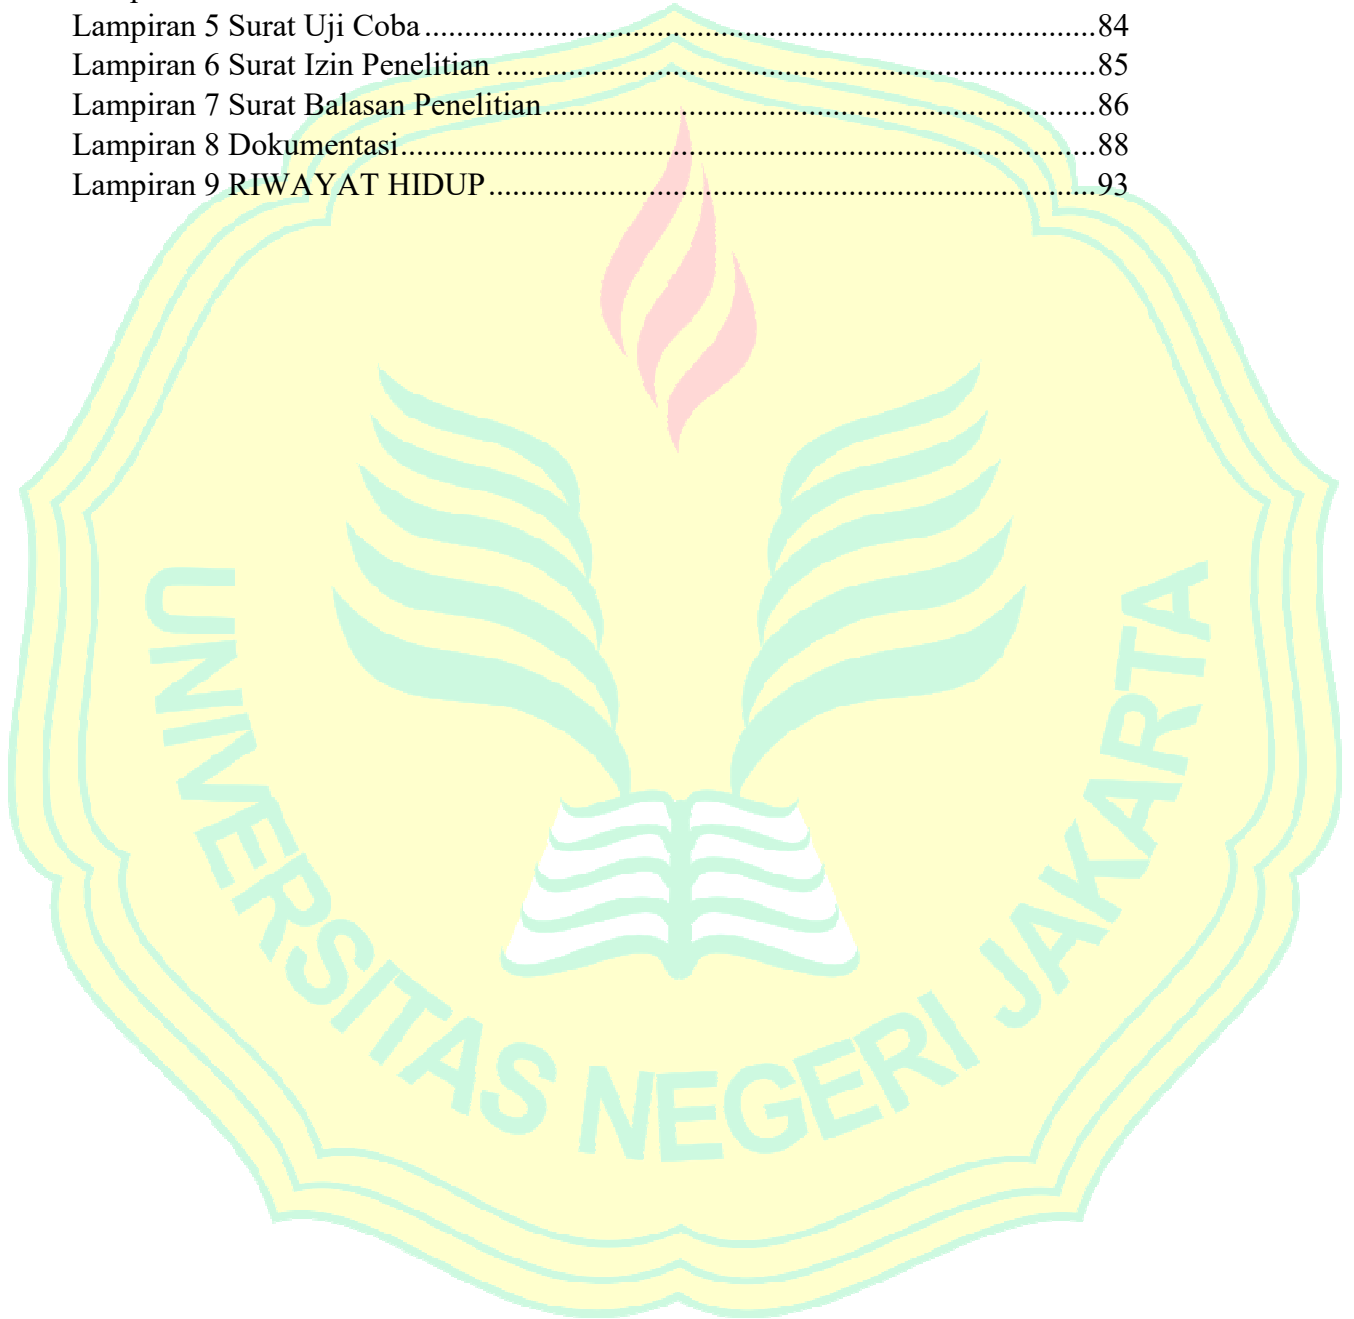 Lampiran 5 Surat Uji Coba....................................................................................84
Lampiran 6 Surat Izin Penelitian...........................................................................85
Lampiran 7 Surat Balasan Penelitian.....................................................................86
Lampiran 8 Dokumentasi.......................................................................................88
Lampiran 9 RIWAYAT HIDUP............................................................................93
UNIVERSITAS NEGERI JAKARTA